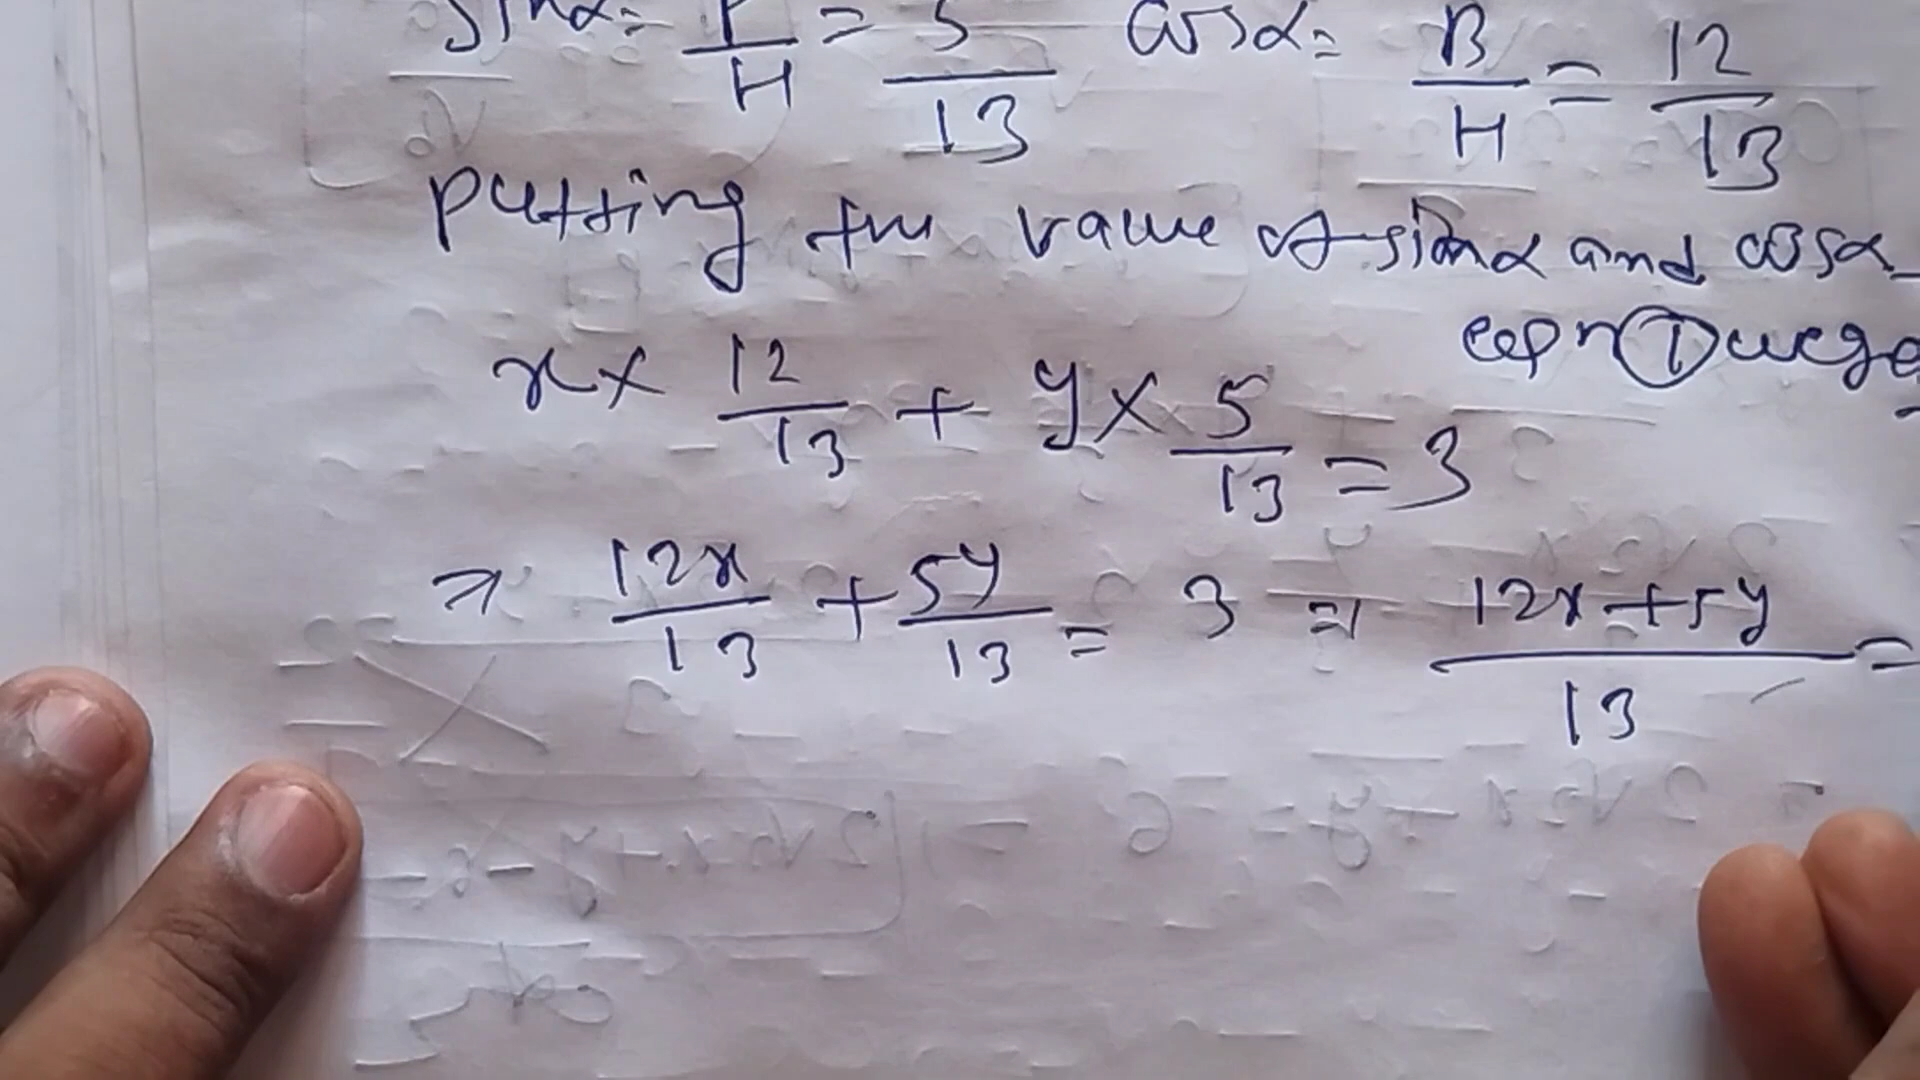 sinα = P/H = 5/13 cosα = B/H = 12/13
putting the value of sinα and cosα
eqn ① we ge
x × 12/13 + y × 5/13 = 3
⇒ 12x/13 + 5y/13 = 3 ⇒ 12x+5y/13 =